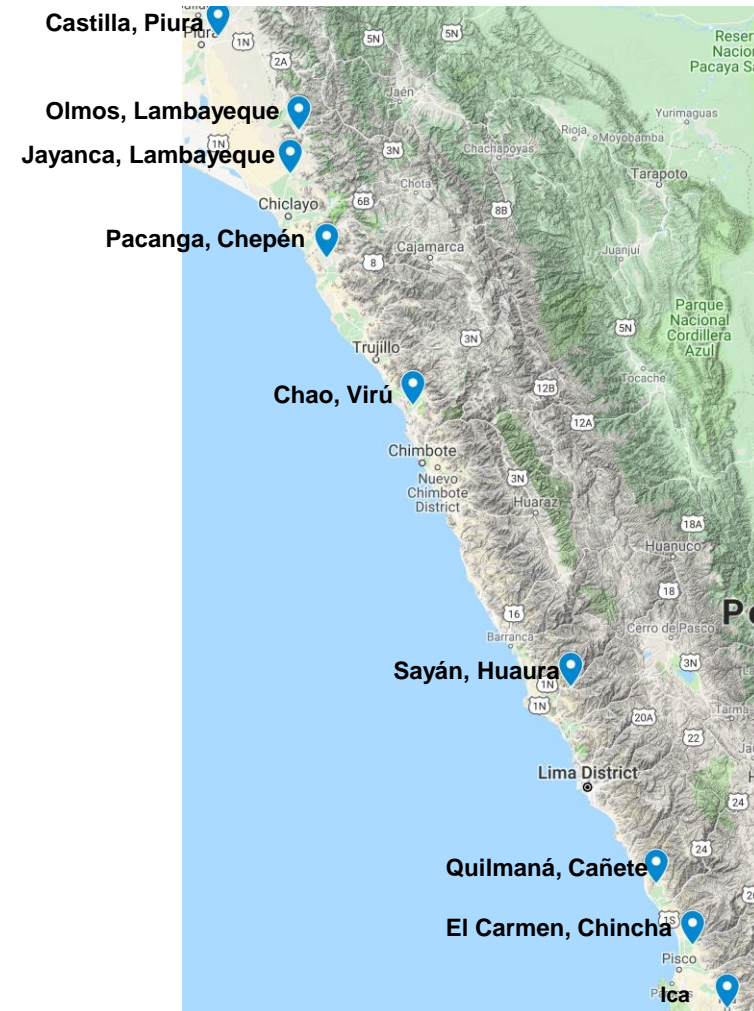 Castilla, Piura
Piura
1N
5N
5N
2A
Reser
Nacion
Pacaya Sa
Jaén
Olmos, Lambayeque
Yurimaguas
Rioja
Moyobamba
1N
3N
Chachapoyas
Jayanca, Lambayeque
Tarapoto
Chota
6B
Chiclayo
8B
Pacanga, Chepén
Cajamarca
Juanjuí
8
Parque
Nacional
Cordillera
Azul
5N
3N
Trujillo
Tocache
Chao, Virú
12B
12A
Chimbote
Nuevo
Chimbote
District
3N
Huaraz
18A
Huanuco
18
16
Pe
Cerro de Pasco
Barranca
3N
Sayán, Huaura
1N
1N
20A
Tarma
22
Lima District
24
Quilmaná, Cañete
24
El Carmen, Chincha
1S
Pisco
Ica